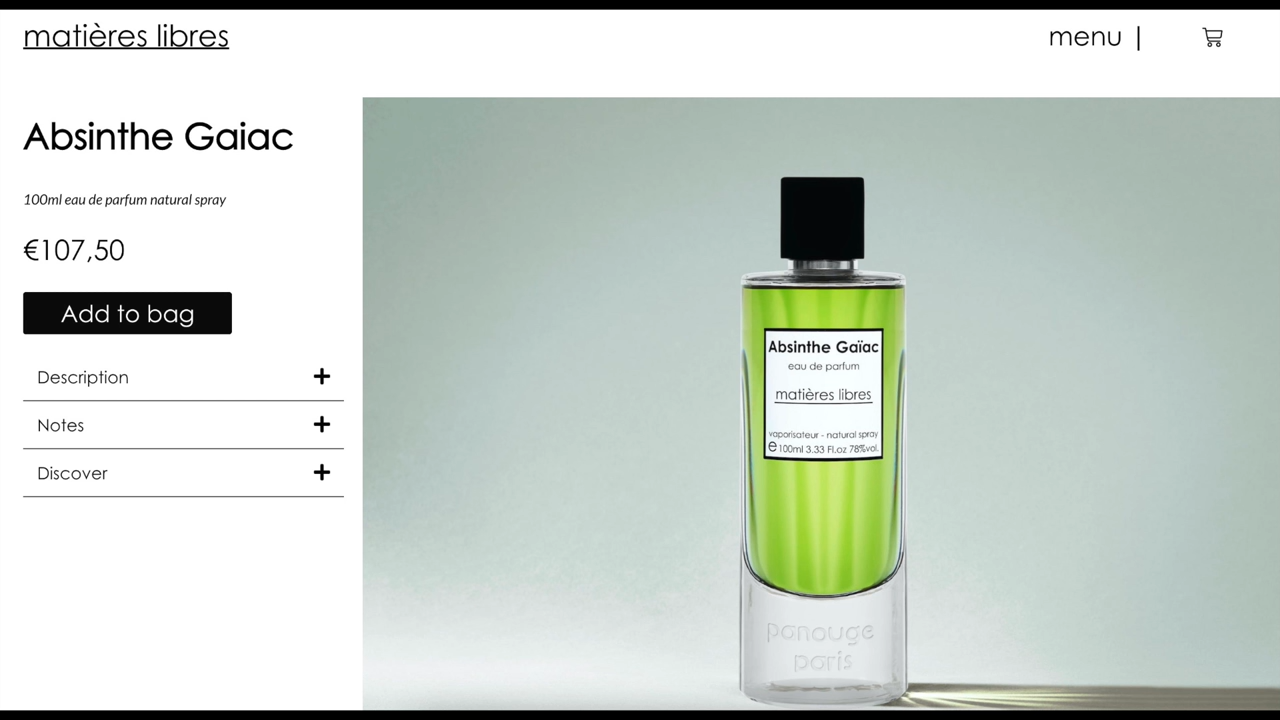 matières libres
menu |
Absinthe Gaiac
100ml eau de parfum natural spray
€107,50
Add to bag
Description +
Notes +
Discover +
Absinthe Gaïac
eau de parfum
matières libres
vaporisateur - natural spray
e 100ml 3.33 Fl.oz 78%vol.
panouge
paris